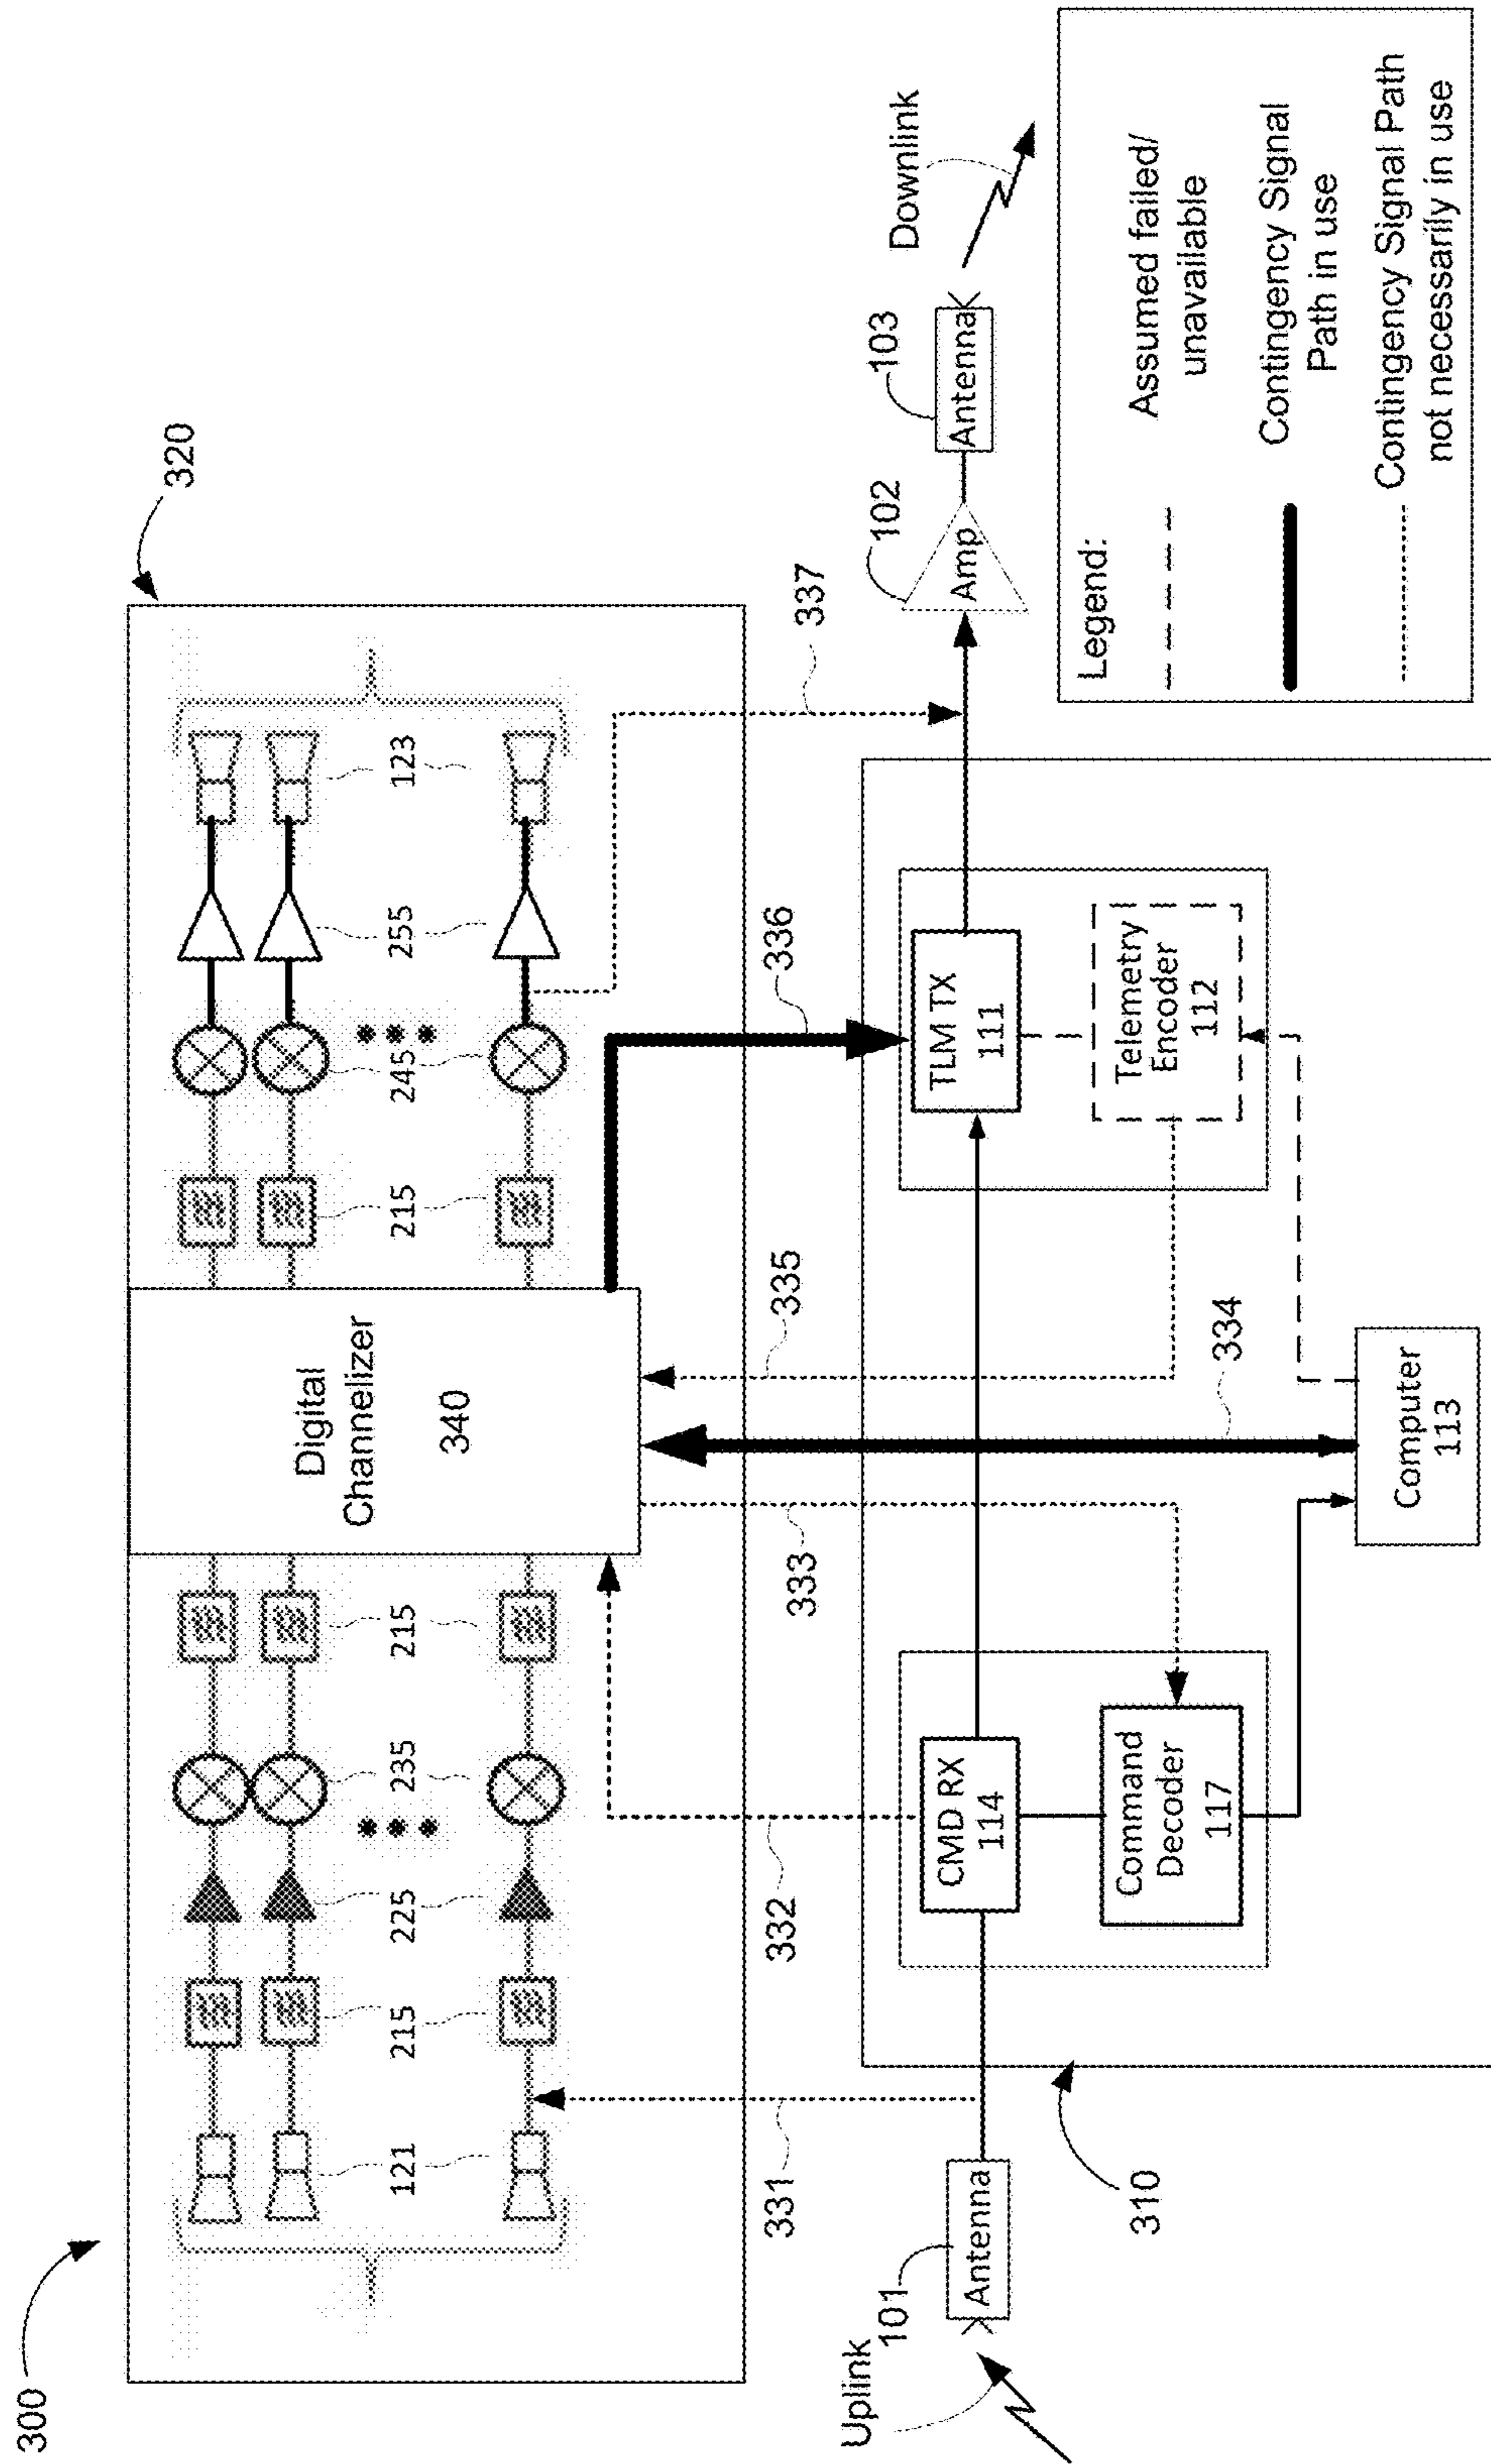 300
320
121
215
225
235
215
Digital
Channelizer
340
215
245
255
123
331
332
333
334
335
336
337
Uplink
101
Antenna
310
CMD RX
114
Command
Decoder
117
TLM TX
111
Telemetry
Encoder
112
Computer
113
102
Amp
103
Antenna
Downlink
Legend:
Assumed failed/
unavailable
Contingency Signal
Path in use
Contingency Signal Path
not necessarily in use